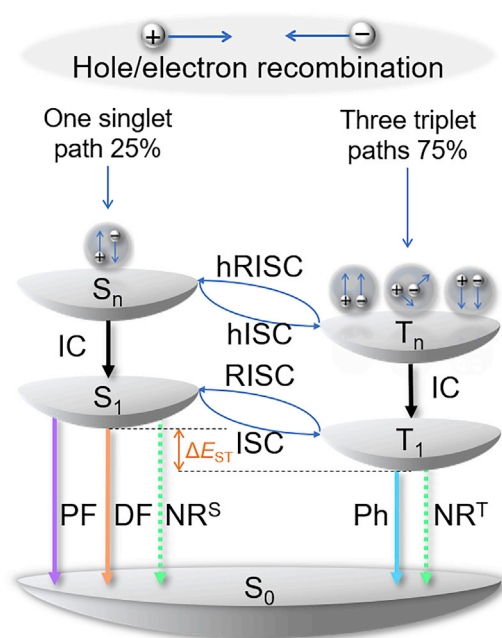 + −
Hole/electron recombination
One singlet
path 25%
Three triplet
paths 75%
hRISC
Sn
Tn
hISC
IC
RISC
IC
S1
ISC
T1
ΔEST
PF DF NRS
Ph NRT
S0